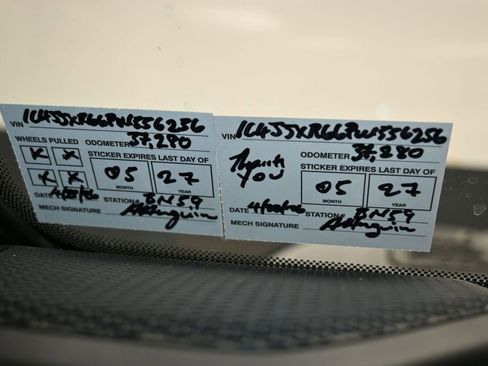 VIN 1C4JJXR66PW556256
WHEELS PULLED ODOMETER 37,280
STICKER EXPIRES LAST DAY OF
05 27
MONTH YEAR
DATE STATION BN59
MECH SIGNATURE
VIN 1C4JJXR66PW556256
Thank
you
ODOMETER 37,280
STICKER EXPIRES LAST DAY OF
05 27
MONTH YEAR
DATE STATION BN59
MECH SIGNATURE